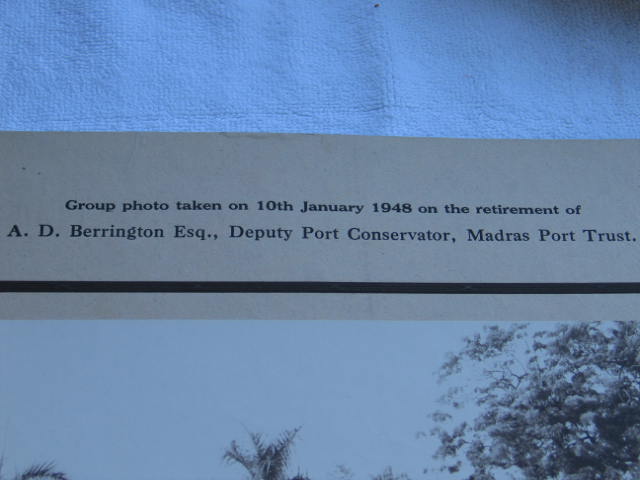 Group photo taken on 10th January 1948 on the retirement of
A. D. Berrington Esq., Deputy Port Conservator, Madras Port Trust.